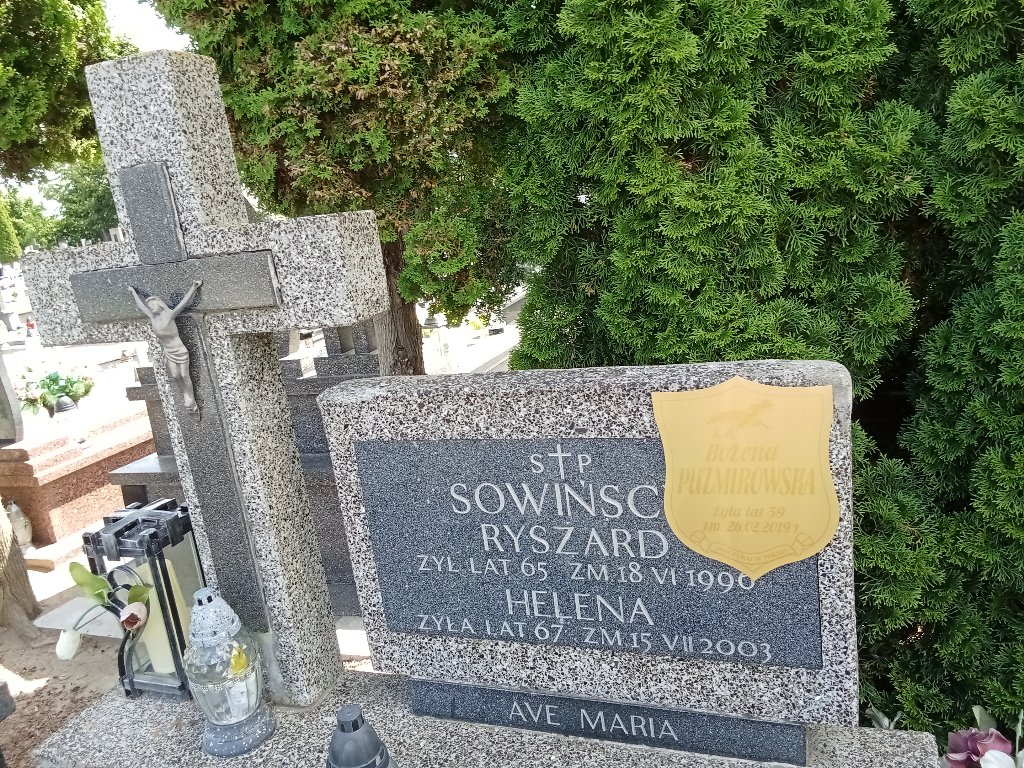 Ś P
SOWIŃSC
RYSZARD
ŻYŁ LAT 65 ZM 18 VI 1990
HELENA
ŻYŁA LAT 67 ZM 15 VII 2003
AVE MARIA
Bożena
PUZMIROWSKA
żyła lat 59
zm. 26.02.2019 r.